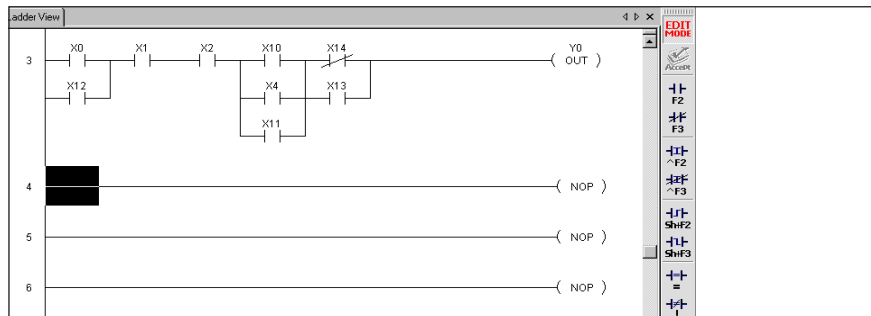 Ladder View
EDIT
MODE
Accept
3
X0
X1
X2
X10
X14
Y0
OUT
X12
X4
X13
X11
F2
F3
^F2
^F3
4
NOP
Sh+F2
Sh+F3
5
NOP
=
6
NOP